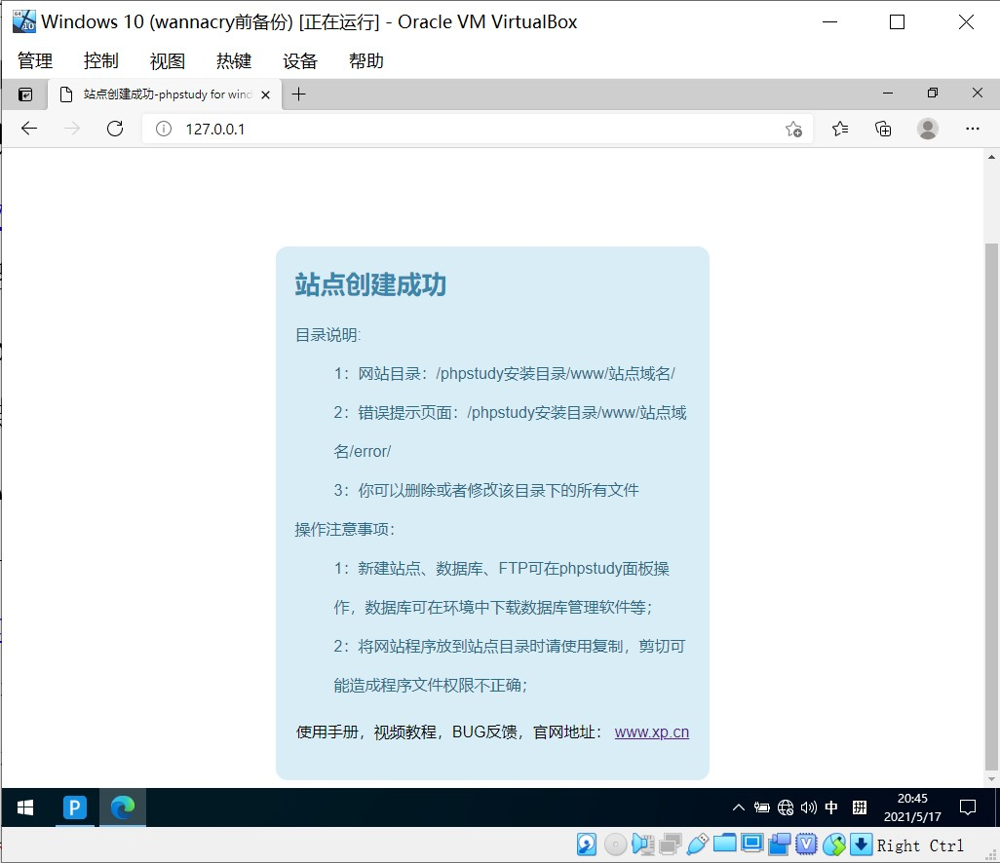 Windows 10 (wannacry前备份) [正在运行] - Oracle VM VirtualBox
管理 控制 视图 热键 设备 帮助
站点创建成功-phpstudy for wind
127.0.0.1
站点创建成功
目录说明:
1：网站目录：/phpstudy安装目录/www/站点域名/
2：错误提示页面：/phpstudy安装目录/www/站点域
名/error/
3：你可以删除或者修改该目录下的所有文件
操作注意事项：
1：新建站点、数据库、FTP可在phpstudy面板操
作，数据库可在环境中下载数据库管理软件等；
2：将网站程序放到站点目录时请使用复制，剪切可
能造成程序文件权限不正确；
使用手册，视频教程，BUG反馈，官网地址： www.xp.cn
P
中 拼 20:45
2021/5/17
Right Ctrl